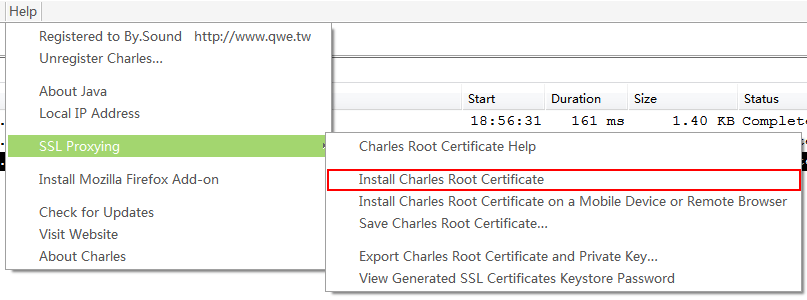 Help
Registered to By.Sound http://www.qwe.tw
Unregister Charles...
About Java
Local IP Address
Start Duration Size Status
18:56:31 161 ms 1.40 KB Complete
SSL Proxying
Charles Root Certificate Help
Install Mozilla Firefox Add-on
Install Charles Root Certificate
Install Charles Root Certificate on a Mobile Device or Remote Browser
Check for Updates
Save Charles Root Certificate...
Visit Website
About Charles
Export Charles Root Certificate and Private Key...
View Generated SSL Certificates Keystore Password